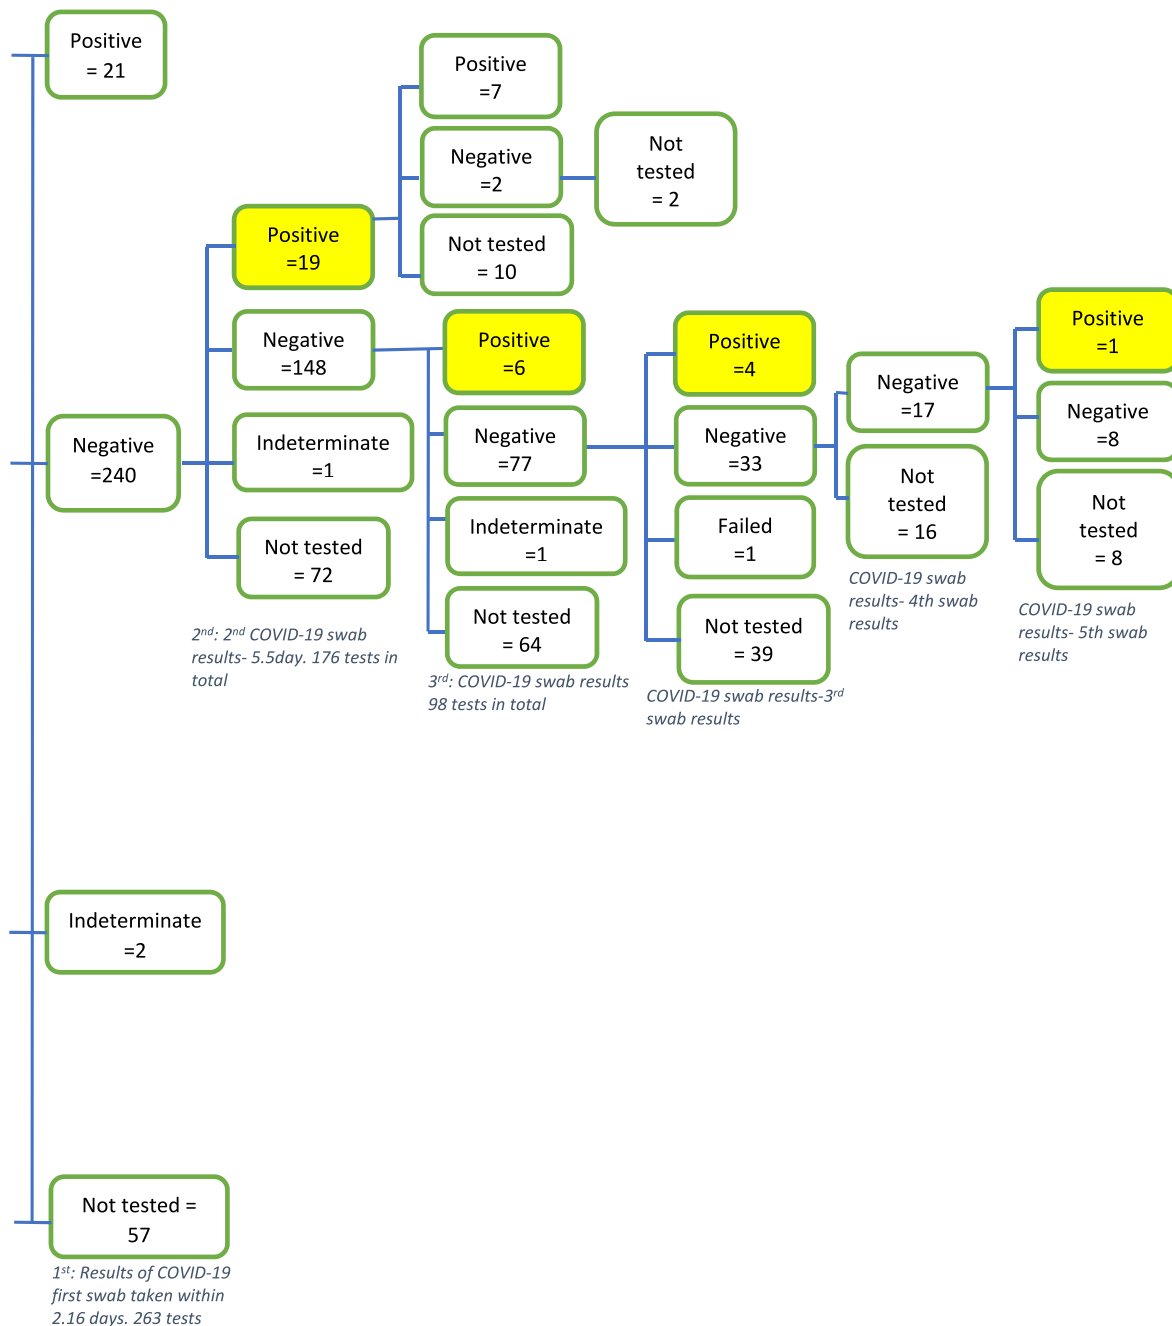 Positive
= 21
Positive
=7
Negative
=2
Not
tested
= 2
Not tested
= 10
Positive
=19
Negative
=148
Indeterminate
=1
Not tested
= 72
2nd: 2nd COVID-19 swab
results- 5.5day. 176 tests in
total
Negative
=240
Positive
=6
Negative
=77
Indeterminate
=1
Not tested
= 64
3rd: COVID-19 swab results
98 tests in total
Positive
=4
Negative
=33
Failed
=1
Not tested
= 39
COVID-19 swab results-3rd
swab results
Negative
=17
Not
tested
= 16
COVID-19 swab
results- 4th swab
results
Positive
=1
Negative
=8
Not
tested
= 8
COVID-19 swab
results- 5th swab
results
Indeterminate
=2
Not tested =
57
1st: Results of COVID-19
first swab taken within
2.16 days. 263 tests